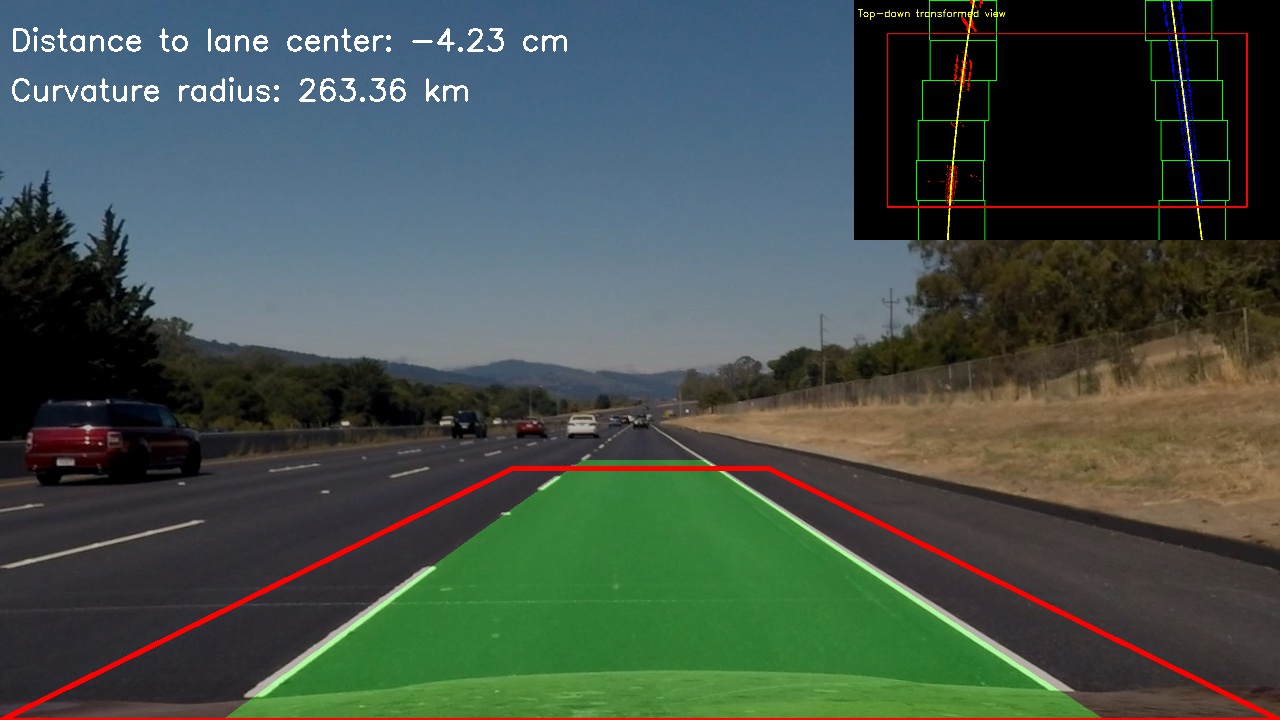 Distance to lane center: −4.23 cm
Curvature radius: 263.36 km
Top-down transformed view